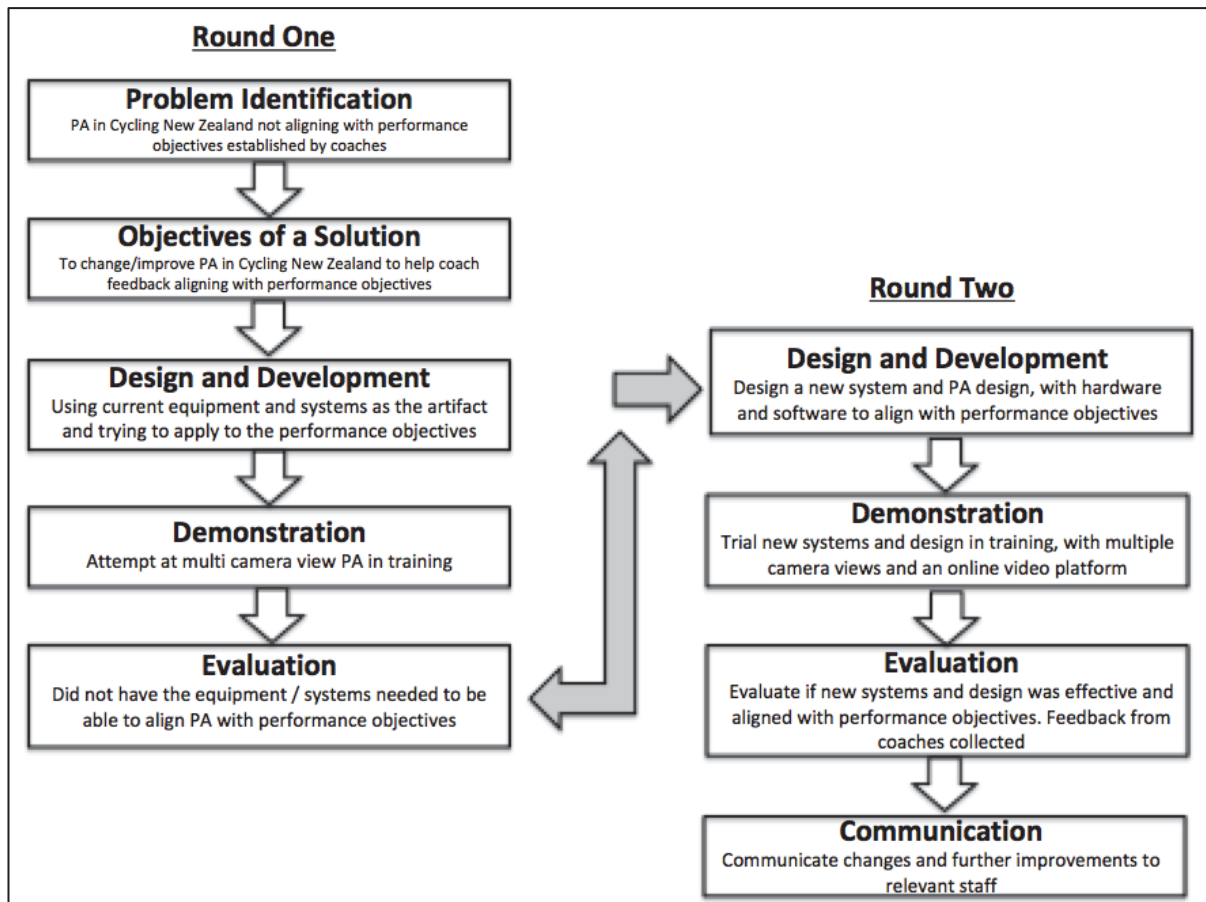 Round One
Problem Identification
PA in Cycling New Zealand not aligning with performance
objectives established by coaches
Objectives of a Solution
To change/improve PA in Cycling New Zealand to help coach
feedback aligning with performance objectives
Design and Development
Using current equipment and systems as the artifact
and trying to apply to the performance objectives
Demonstration
Attempt at multi camera view PA in training
Evaluation
Did not have the equipment / systems needed to be
able to align PA with performance objectives
Round Two
Design and Development
Design a new system and PA design, with hardware
and software to align with performance objectives
Demonstration
Trial new systems and design in training, with multiple
camera views and an online video platform
Evaluation
Evaluate if new systems and design was effective and
aligned with performance objectives. Feedback from
coaches collected
Communication
Communicate changes and further improvements to
relevant staff